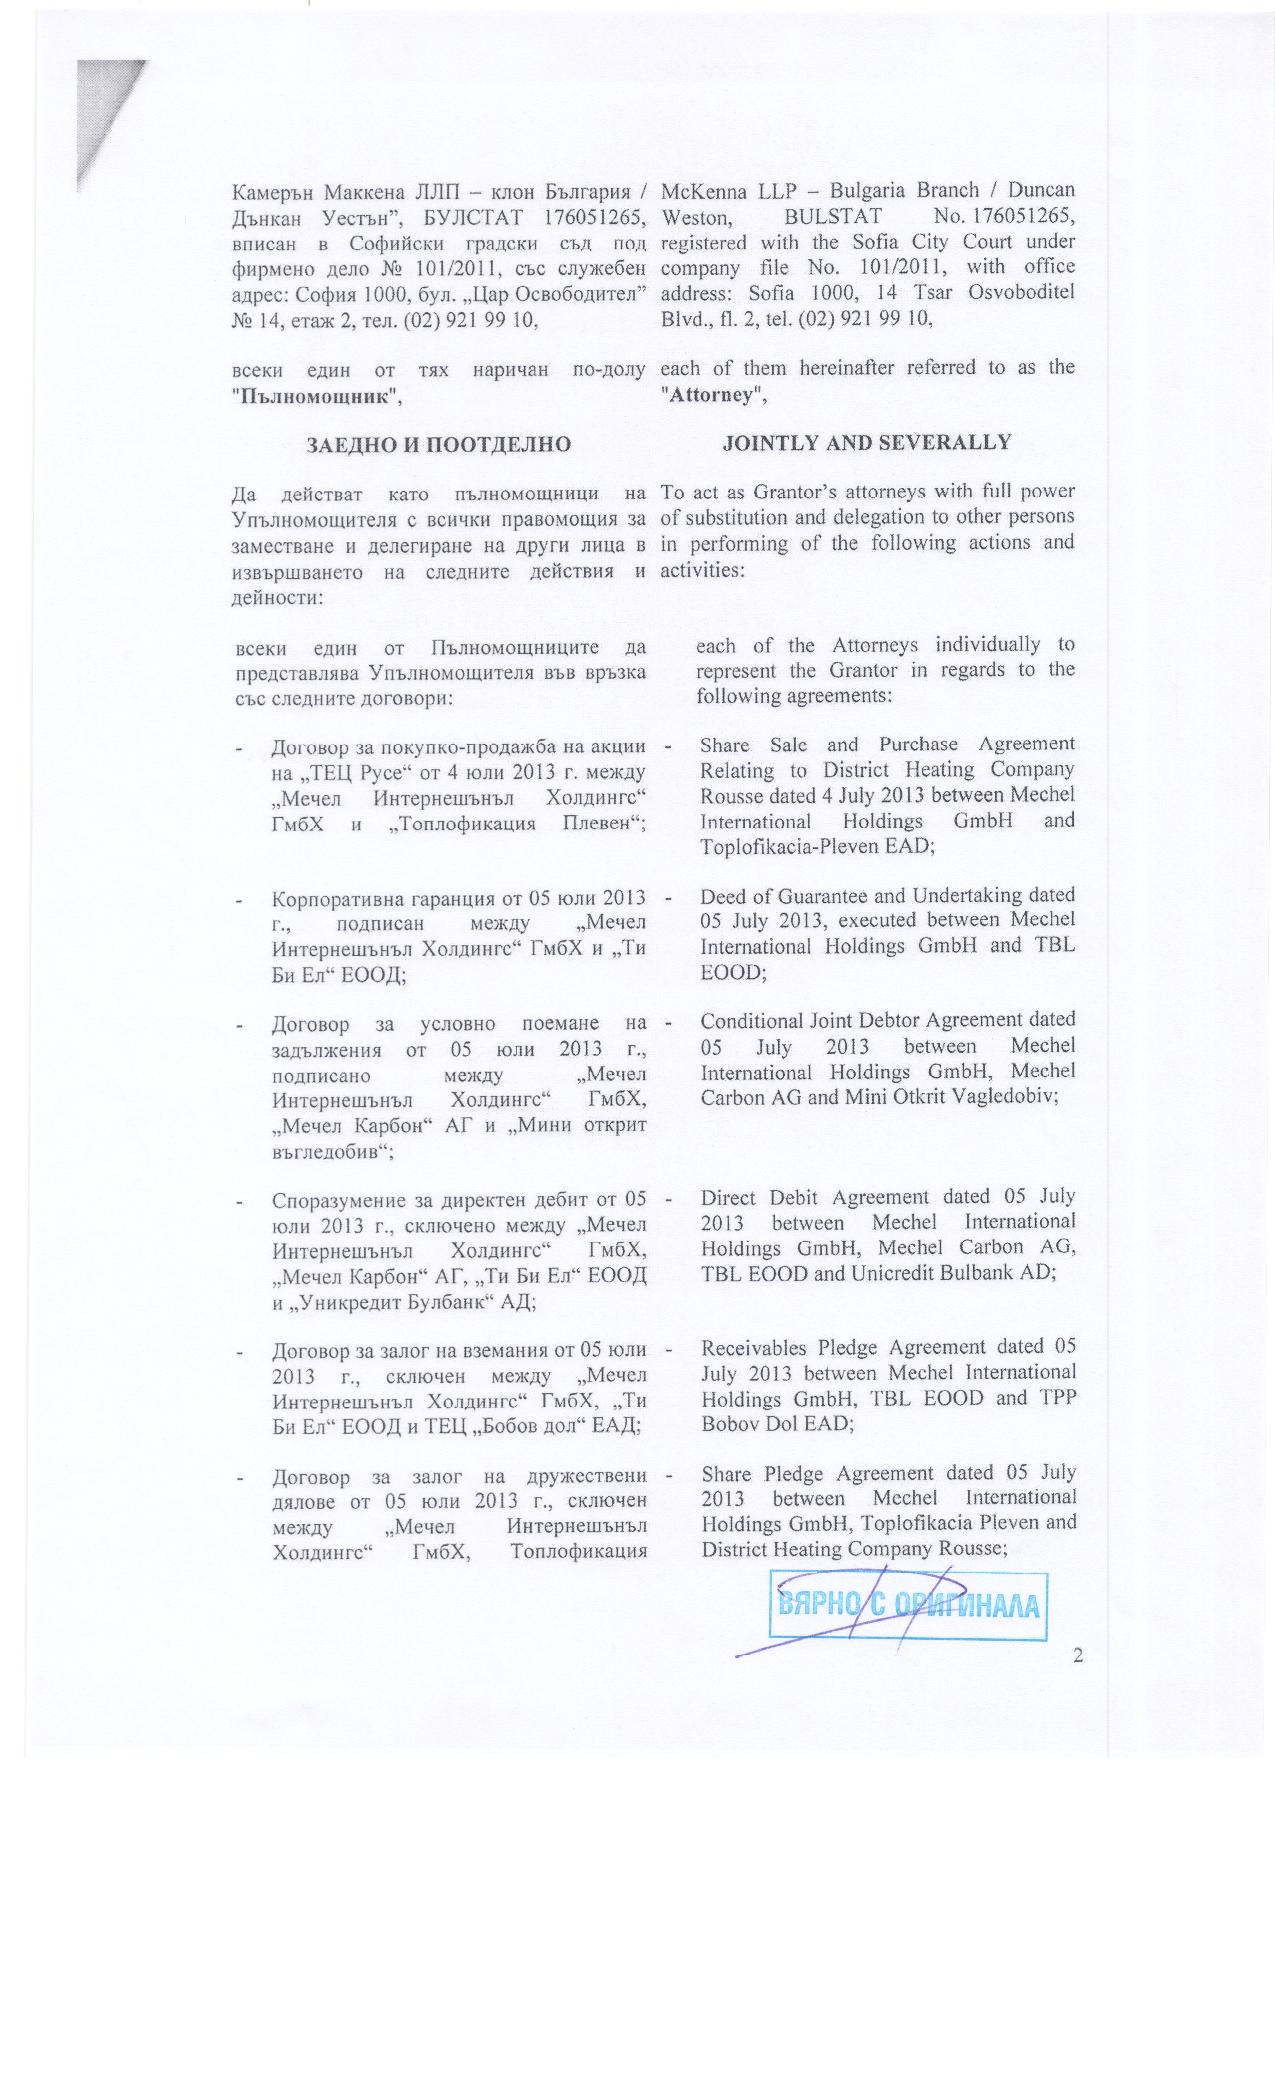 Камерън Маккена ЛЛП – клон България /
Дънкан Уестън”, БУЛСТАТ 176051265,
вписан в Софийски градски съд под
фирмено дело № 101/2011, със служебен
адрес: София 1000, бул. „Цар Освободител”
№ 14, етаж 2, тел. (02) 921 99 10,
всеки един от тях наричан по-долу
"Пълномощник",
ЗАЕДНО И ПООТДЕЛНО
Да действат като пълномощници на
Упълномощителя с всички правомощия за
заместване и делегиране на други лица в
извършването на следните действия и
дейности:
всеки един от Пълномощниците да
представлява Упълномощителя във връзка
със следните договори:
- Договор за покупко-продажба на акции
на „ТЕЦ Русе“ от 4 юли 2013 г. между
„Мечел Интернешънъл Холдингс“
ГмбХ и „Топлофикация Плевен“;
- Корпоративна гаранция от 05 юли 2013
г., подписан между „Мечел
Интернешънъл Холдингс“ ГмбХ и „Ти
Би Ел“ ЕООД;
- Договор за условно поемане на
задължения от 05 юли 2013 г.,
подписано между „Мечел
Интернешънъл Холдингс“ ГмбХ,
„Мечел Карбон“ АГ и „Мини открит
въгледобив“;
- Споразумение за директен дебит от 05
юли 2013 г., сключено между „Мечел
Интернешънъл Холдингс“ ГмбХ,
„Мечел Карбон“ АГ, „Ти Би Ел“ ЕООД
и „Уникредит Булбанк“ АД;
- Договор за залог на вземания от 05 юли
2013 г., сключен между „Мечел
Интернешънъл Холдингс“ ГмбХ, „Ти
Би Ел“ ЕООД и ТЕЦ „Бобов дол“ ЕАД;
- Договор за залог на дружествени
дялове от 05 юли 2013 г., сключен
между „Мечел Интернешънъл
Холдингс“ ГмбХ, Топлофикация
McKenna LLP – Bulgaria Branch / Duncan
Weston, BULSTAT No. 176051265,
registered with the Sofia City Court under
company file No. 101/2011, with office
address: Sofia 1000, 14 Tsar Osvoboditel
Blvd., fl. 2, tel. (02) 921 99 10,
each of them hereinafter referred to as the
"Attorney",
JOINTLY AND SEVERALLY
To act as Grantor’s attorneys with full power
of substitution and delegation to other persons
in performing of the following actions and
activities:
each of the Attorneys individually to
represent the Grantor in regards to the
following agreements:
- Share Sale and Purchase Agreement
Relating to District Heating Company
Rousse dated 4 July 2013 between Mechel
International Holdings GmbH and
Toplofikacia-Pleven EAD;
- Deed of Guarantee and Undertaking dated
05 July 2013, executed between Mechel
International Holdings GmbH and TBL
EOOD;
- Conditional Joint Debtor Agreement dated
05 July 2013 between Mechel
International Holdings GmbH, Mechel
Carbon AG and Mini Otkrit Vagledobiv;
- Direct Debit Agreement dated 05 July
2013 between Mechel International
Holdings GmbH, Mechel Carbon AG,
TBL EOOD and Unicredit Bulbank AD;
- Receivables Pledge Agreement dated 05
July 2013 between Mechel International
Holdings GmbH, TBL EOOD and TPP
Bobov Dol EAD;
- Share Pledge Agreement dated 05 July
2013 between Mechel International
Holdings GmbH, Toplofikacia Pleven and
District Heating Company Rousse;
ВЯРНО С ОРИГИНАЛА
2